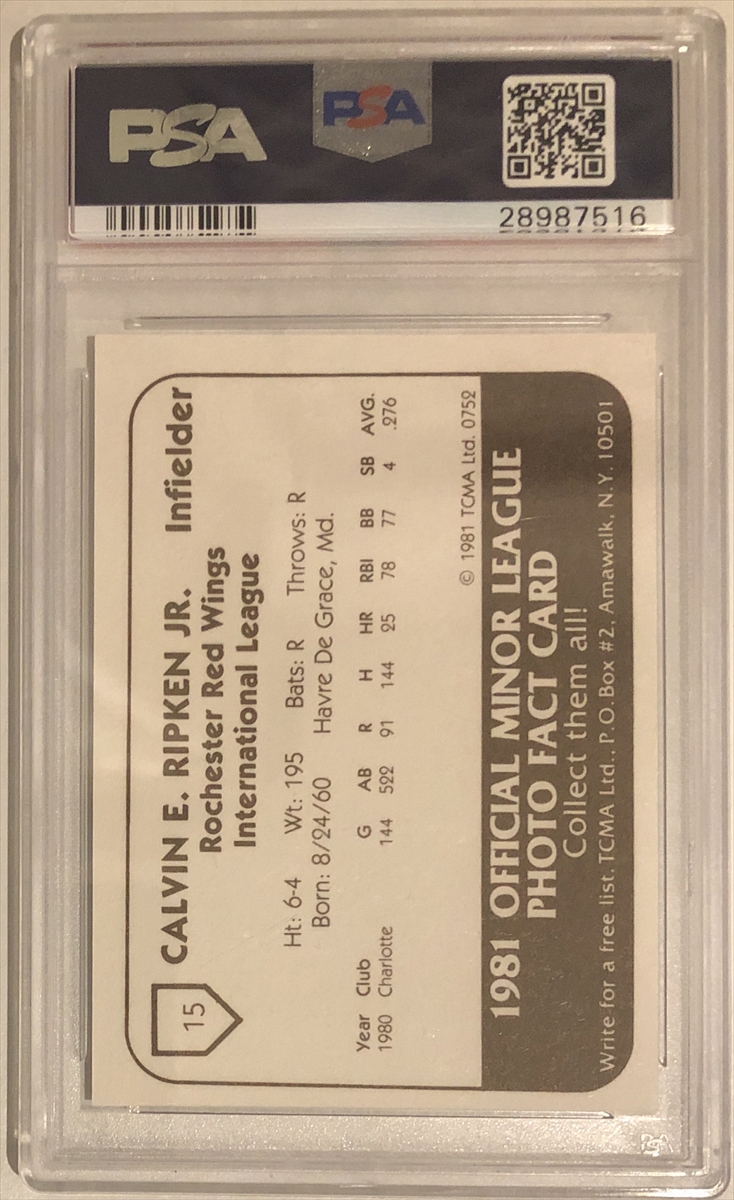 PSA
PSA
28987516
15
CALVIN E. RIPKEN JR. Infielder
Rochester Red Wings
International League
Ht: 6-4 Wt: 195 Bats: R Throws: R
Born: 8/24/60 Havre De Grace, Md.
Year Club G AB R H HR RBI BB SB AVG.
1980 Charlotte 144 522 91 144 25 78 77 4 .276
© 1981 TCMA Ltd. 0752
1981 OFFICIAL MINOR LEAGUE
PHOTO FACT CARD
Collect them all!
Write for a free list. TCMA Ltd., P.O. Box #2, Amawalk, N.Y. 10501